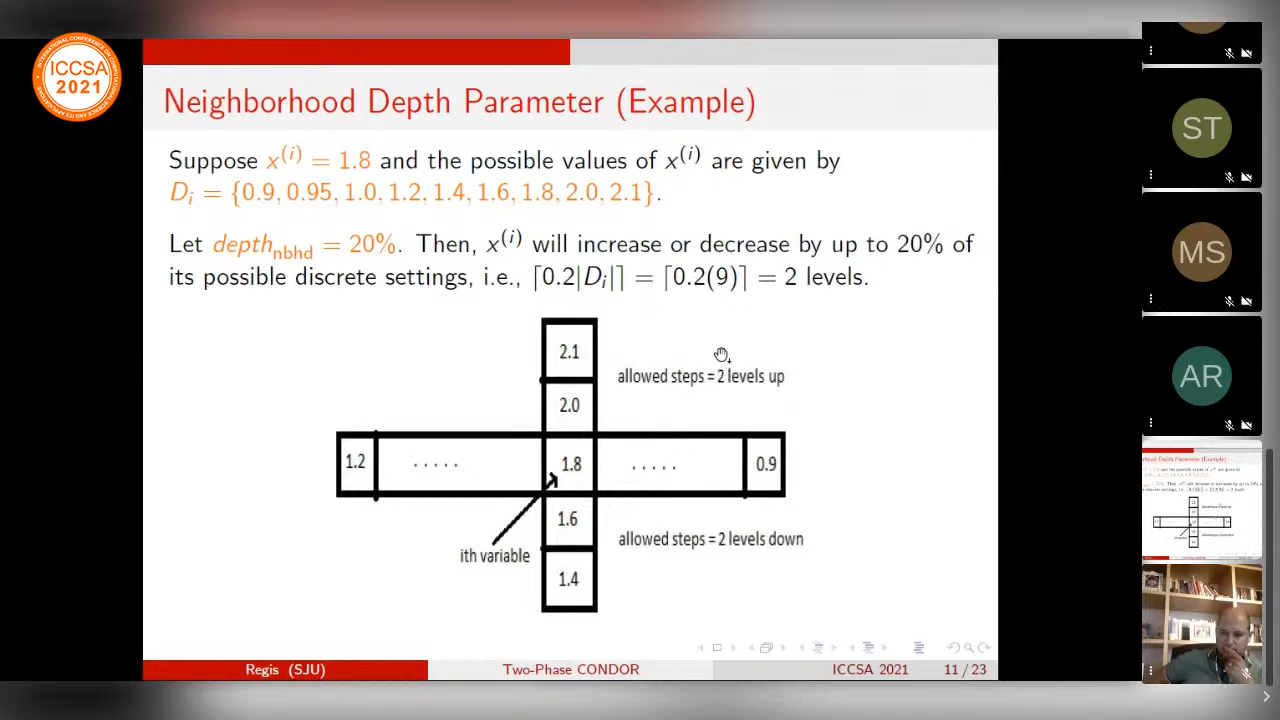 ICCSA
2021
Neighborhood Depth Parameter (Example)
Suppose x^(i) = 1.8 and the possible values of x^(i) are given by
D_i = {0.9, 0.95, 1.0, 1.2, 1.4, 1.6, 1.8, 2.0, 2.1}.
Let depth_nbhd = 20%. Then, x^(i) will increase or decrease by up to 20% of
its possible discrete settings, i.e., ⌈0.2|D_i|⌉ = ⌈0.2(9)⌉ = 2 levels.
2.1
allowed steps = 2 levels up
2.0
1.2 ..... 1.8 ..... 0.9
1.6
allowed steps = 2 levels down
ith variable
1.4
Regis (SJU) Two-Phase CONDOR ICCSA 2021 11 / 23
ST
MS
AR